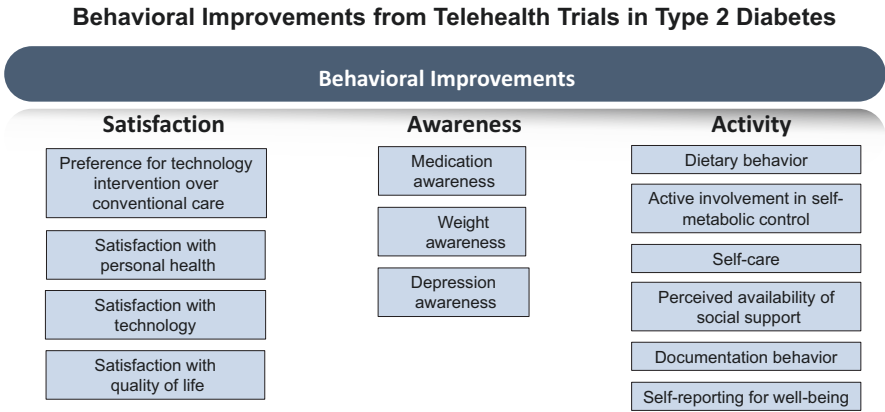 Behavioral Improvements from Telehealth Trials in Type 2 Diabetes
Behavioral Improvements
Satisfaction
Preference for technology
intervention over
conventional care
Satisfaction with
personal health
Satisfaction with
technology
Satisfaction with
quality of life
Awareness
Medication
awareness
Weight
awareness
Depression
awareness
Activity
Dietary behavior
Active involvement in self-
metabolic control
Self-care
Perceived availability of
social support
Documentation behavior
Self-reporting for well-being